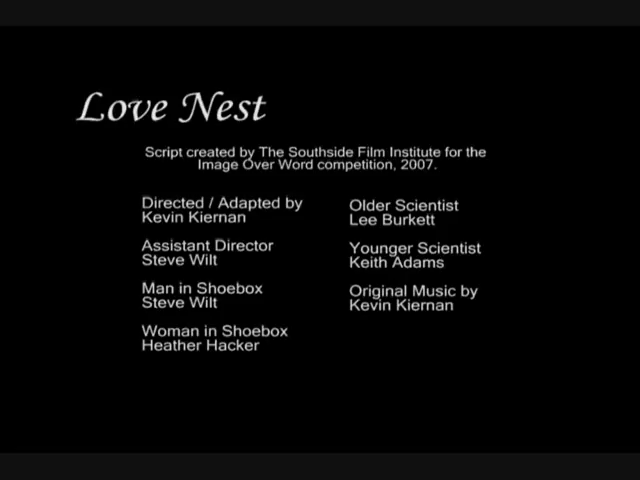 Love Nest
Script created by The Southside Film Institute for the
Image Over Word competition, 2007.
Directed / Adapted by
Kevin Kiernan
Assistant Director
Steve Wilt
Man in Shoebox
Steve Wilt
Woman in Shoebox
Heather Hacker
Older Scientist
Lee Burkett
Younger Scientist
Keith Adams
Original Music by
Kevin Kiernan